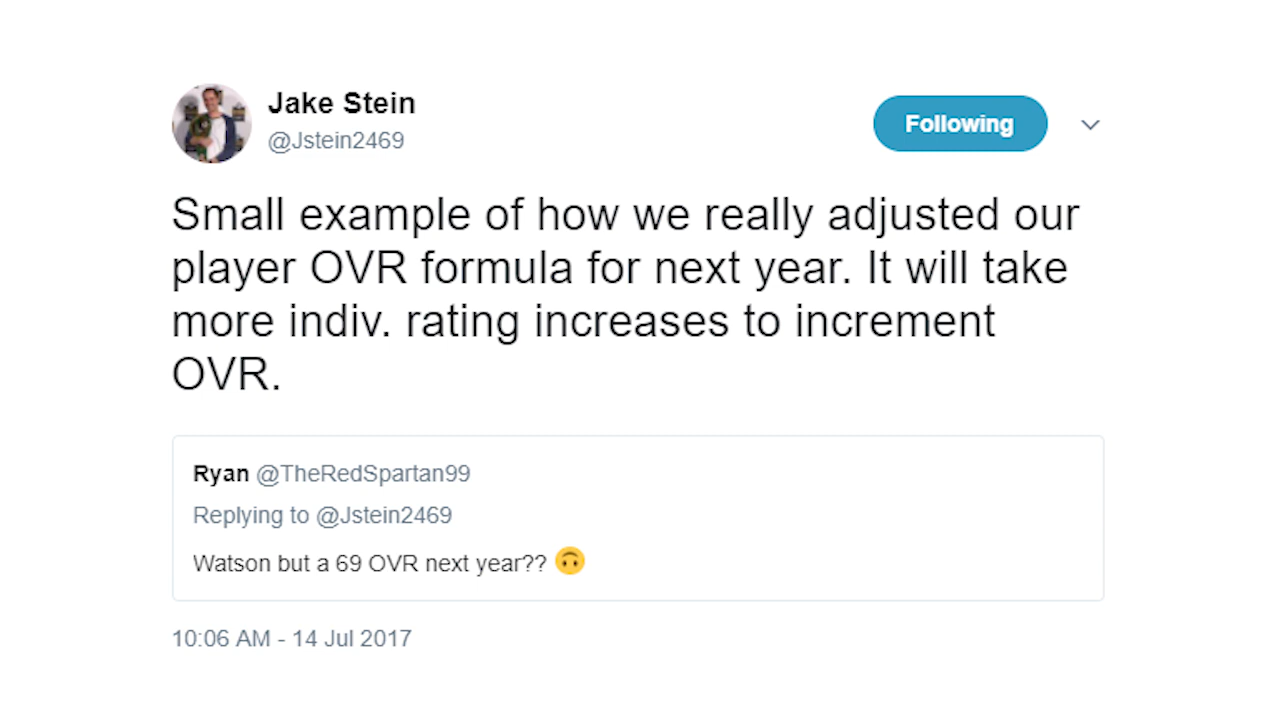 Jake Stein
@Jstein2469
Following
Small example of how we really adjusted our
player OVR formula for next year. It will take
more indiv. rating increases to increment
OVR.
Ryan @TheRedSpartan99
Replying to @Jstein2469
Watson but a 69 OVR next year?? 🙃
10:06 AM - 14 Jul 2017